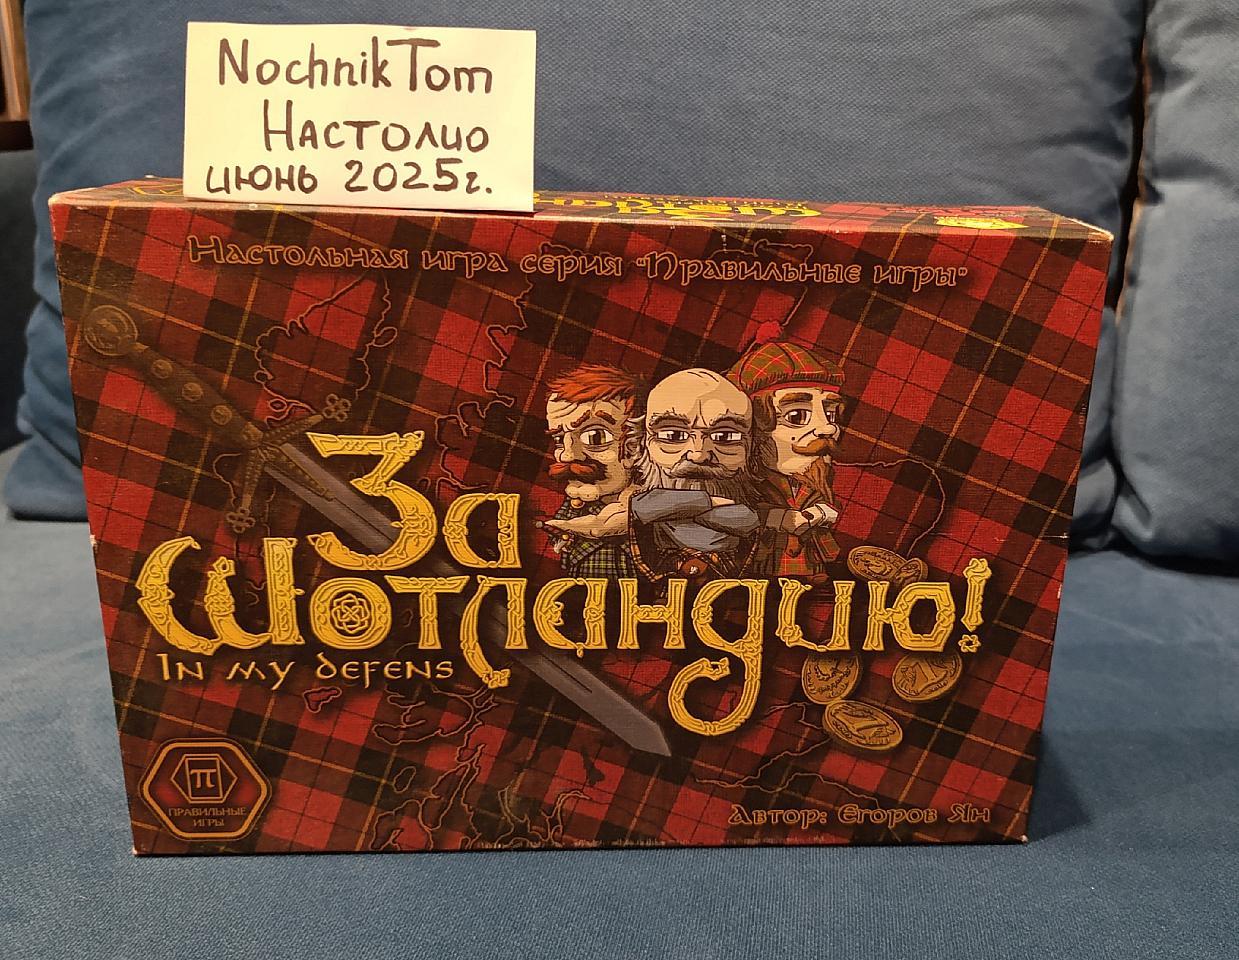 NochnikTom
Настолио
июнь 2025г.
Настольная игра серия "Правильные игры"
За
Шотландию!
In my defens
π
ПРАВИЛЬНЫЕ
ИГРЫ
Автор: Егоров Ян